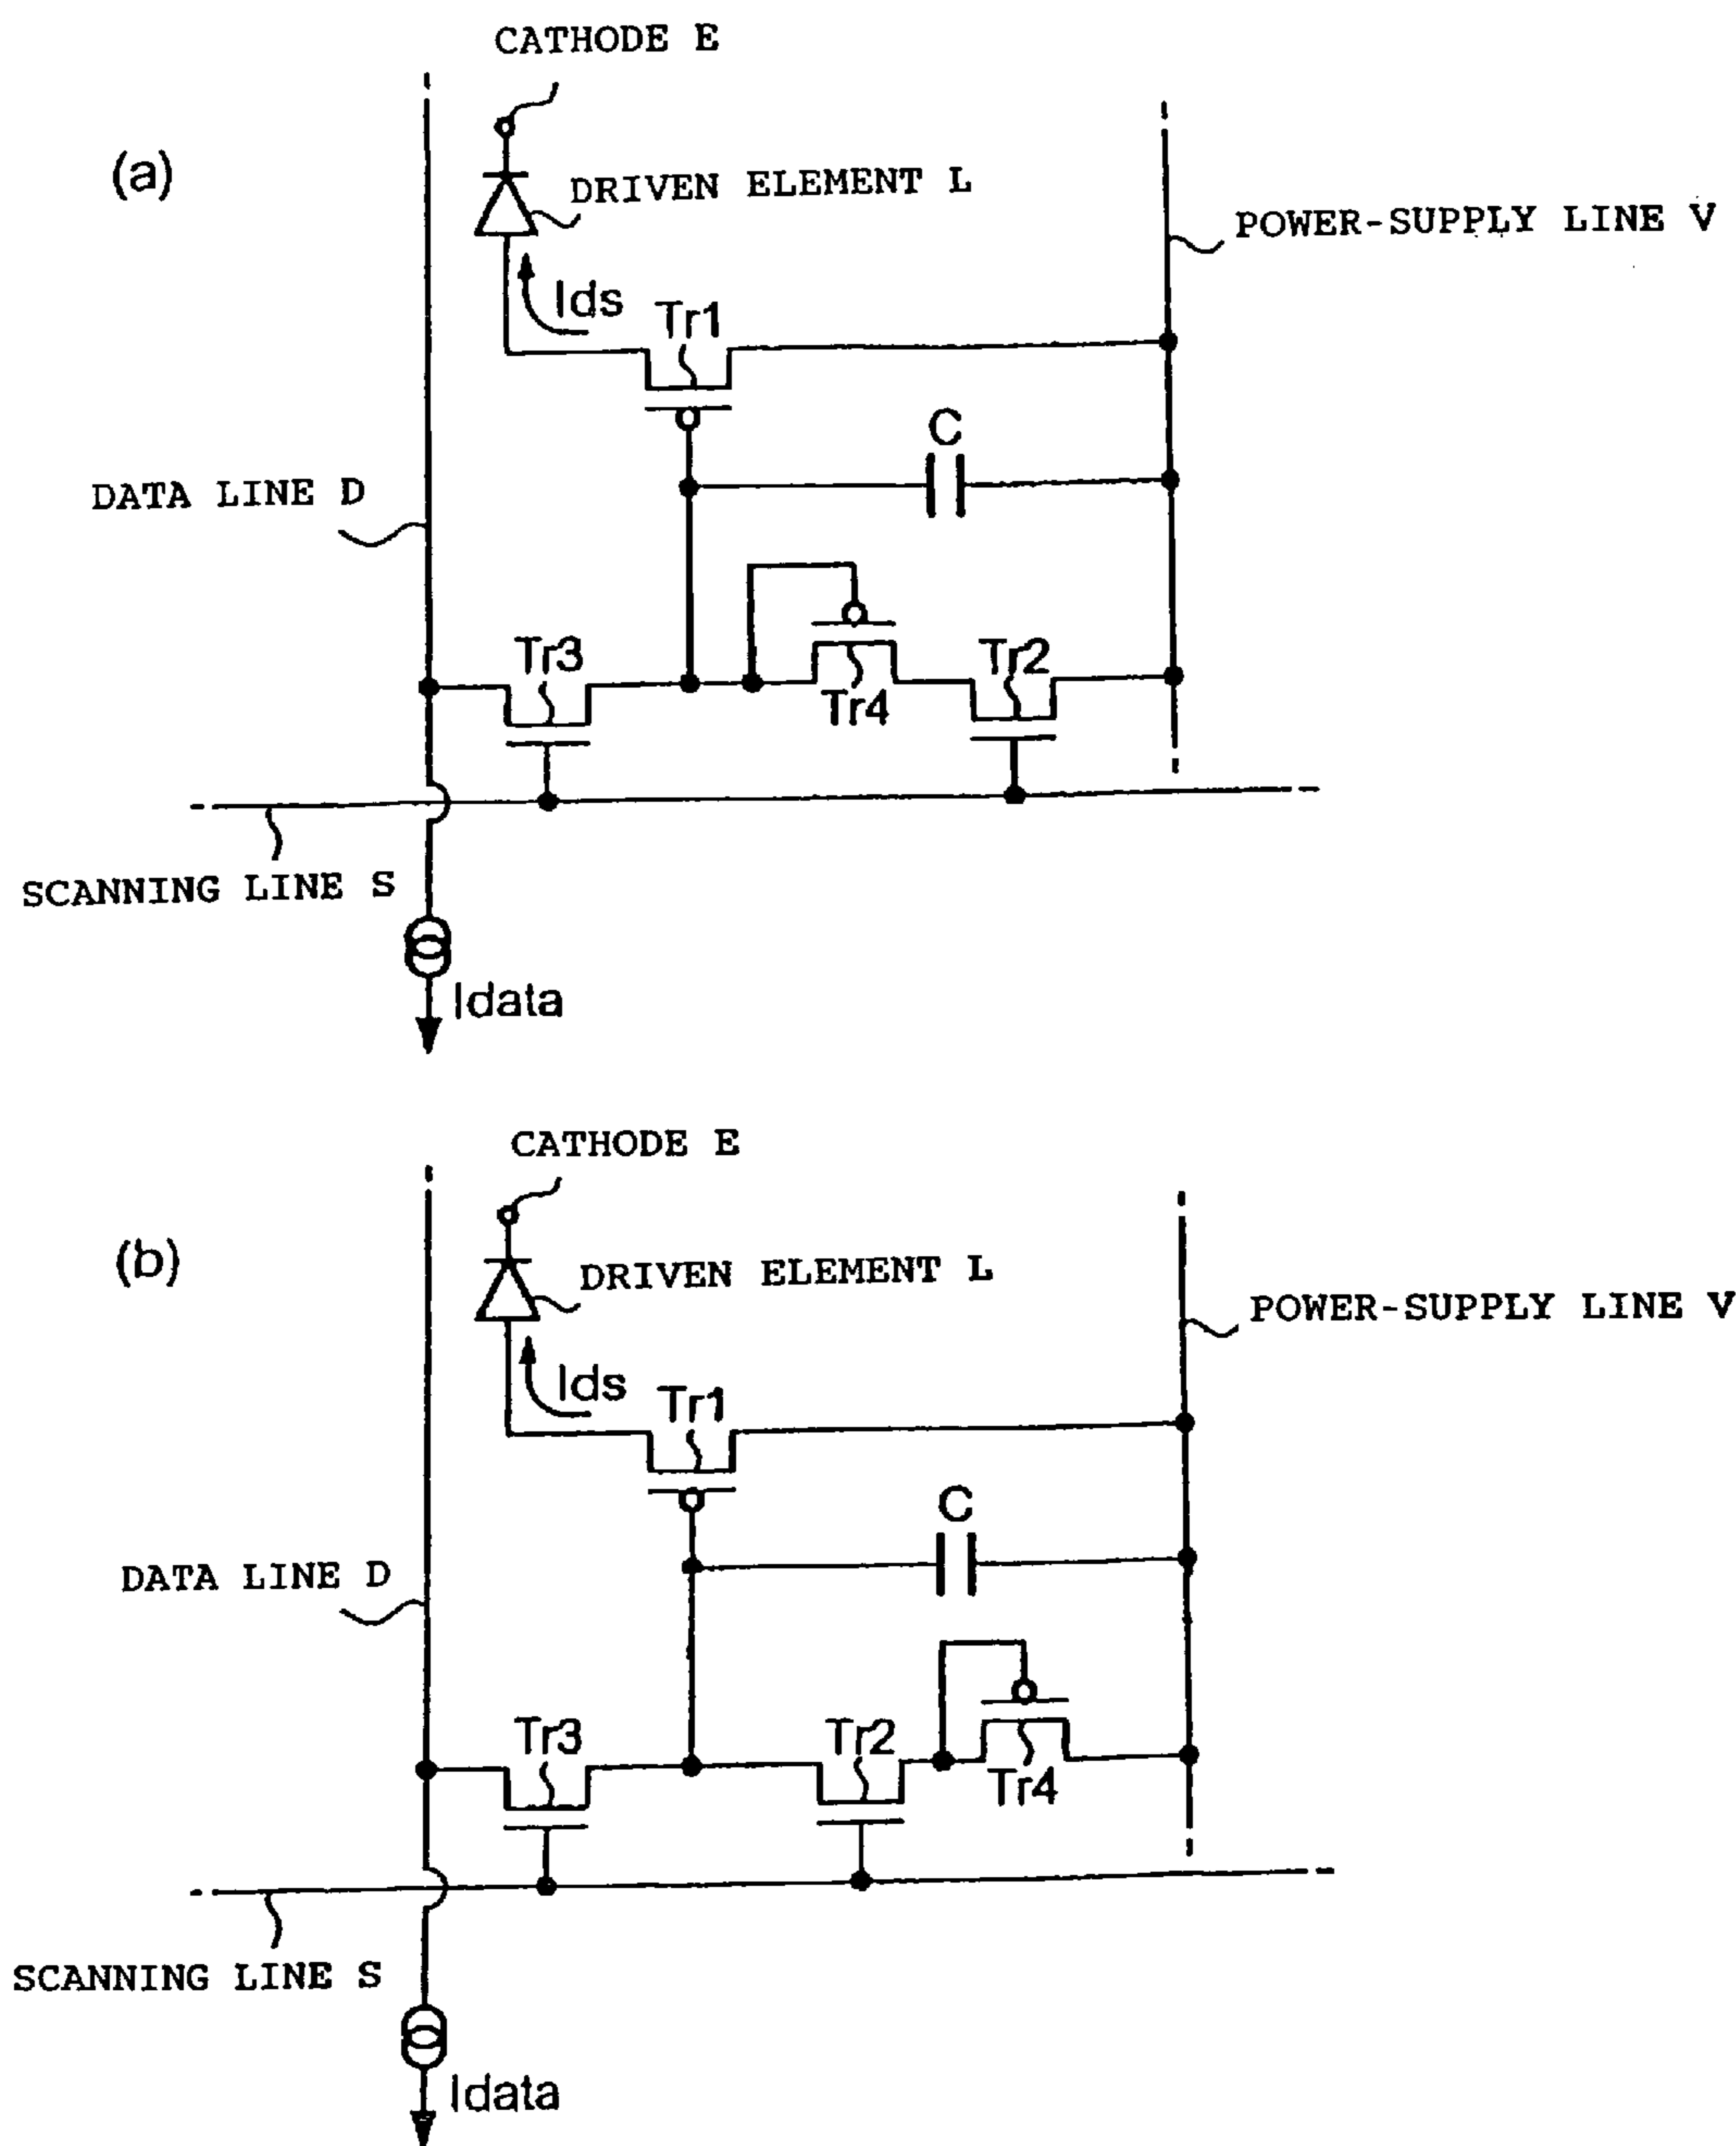 CATHODE E
(a)
DRIVEN ELEMENT L
POWER-SUPPLY LINE V
Ids
Tr1
C
DATA LINE D
Tr3
Tr2
Tr4
SCANNING LINE S
Idata
CATHODE E
(b)
DRIVEN ELEMENT L
POWER-SUPPLY LINE V
Ids
Tr1
C
DATA LINE D
Tr3
Tr2
Tr4
SCANNING LINE S
Idata